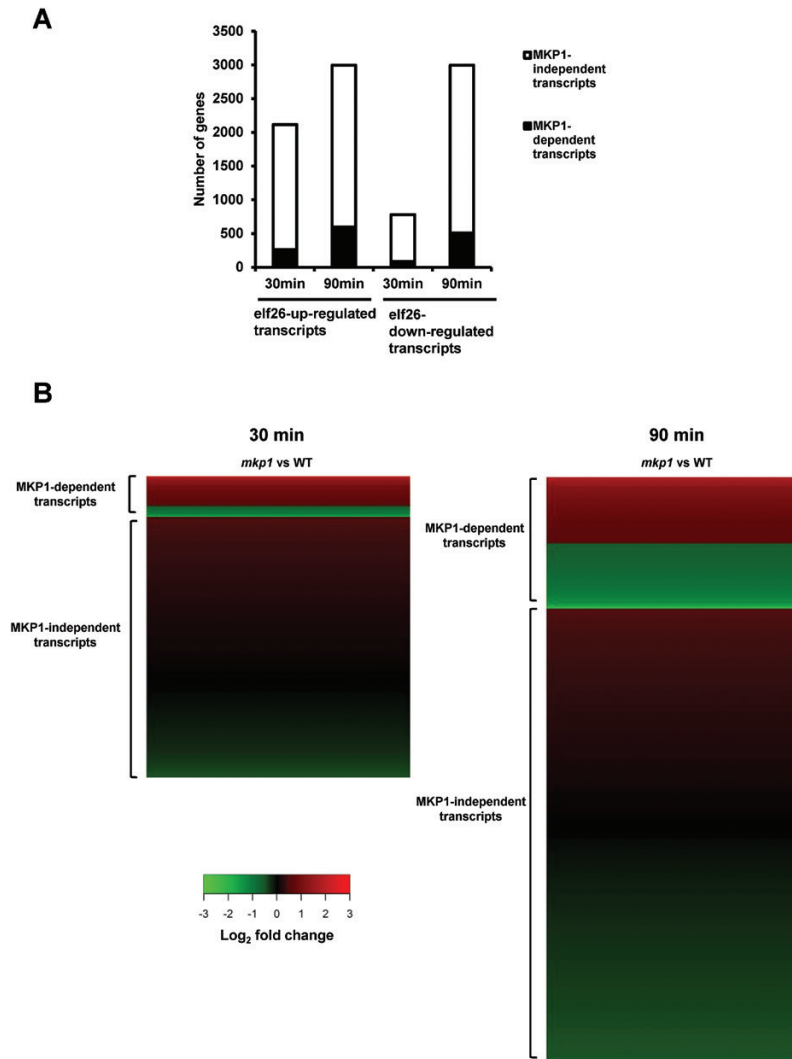 A
3500
3000
2500
2000
1500
1000
500
0
Number of genes
30min 90min 30min 90min
elf26-up-regulated
transcripts
elf26-
down-regulated
transcripts
MKP1-
independent
transcripts
MKP1-
dependent
transcripts
B
30 min
mkp1 vs WT
MKP1-dependent
transcripts
MKP1-independent
transcripts
90 min
mkp1 vs WT
MKP1-dependent
transcripts
MKP1-independent
transcripts
-3 -2 -1 0 1 2 3
Log2 fold change